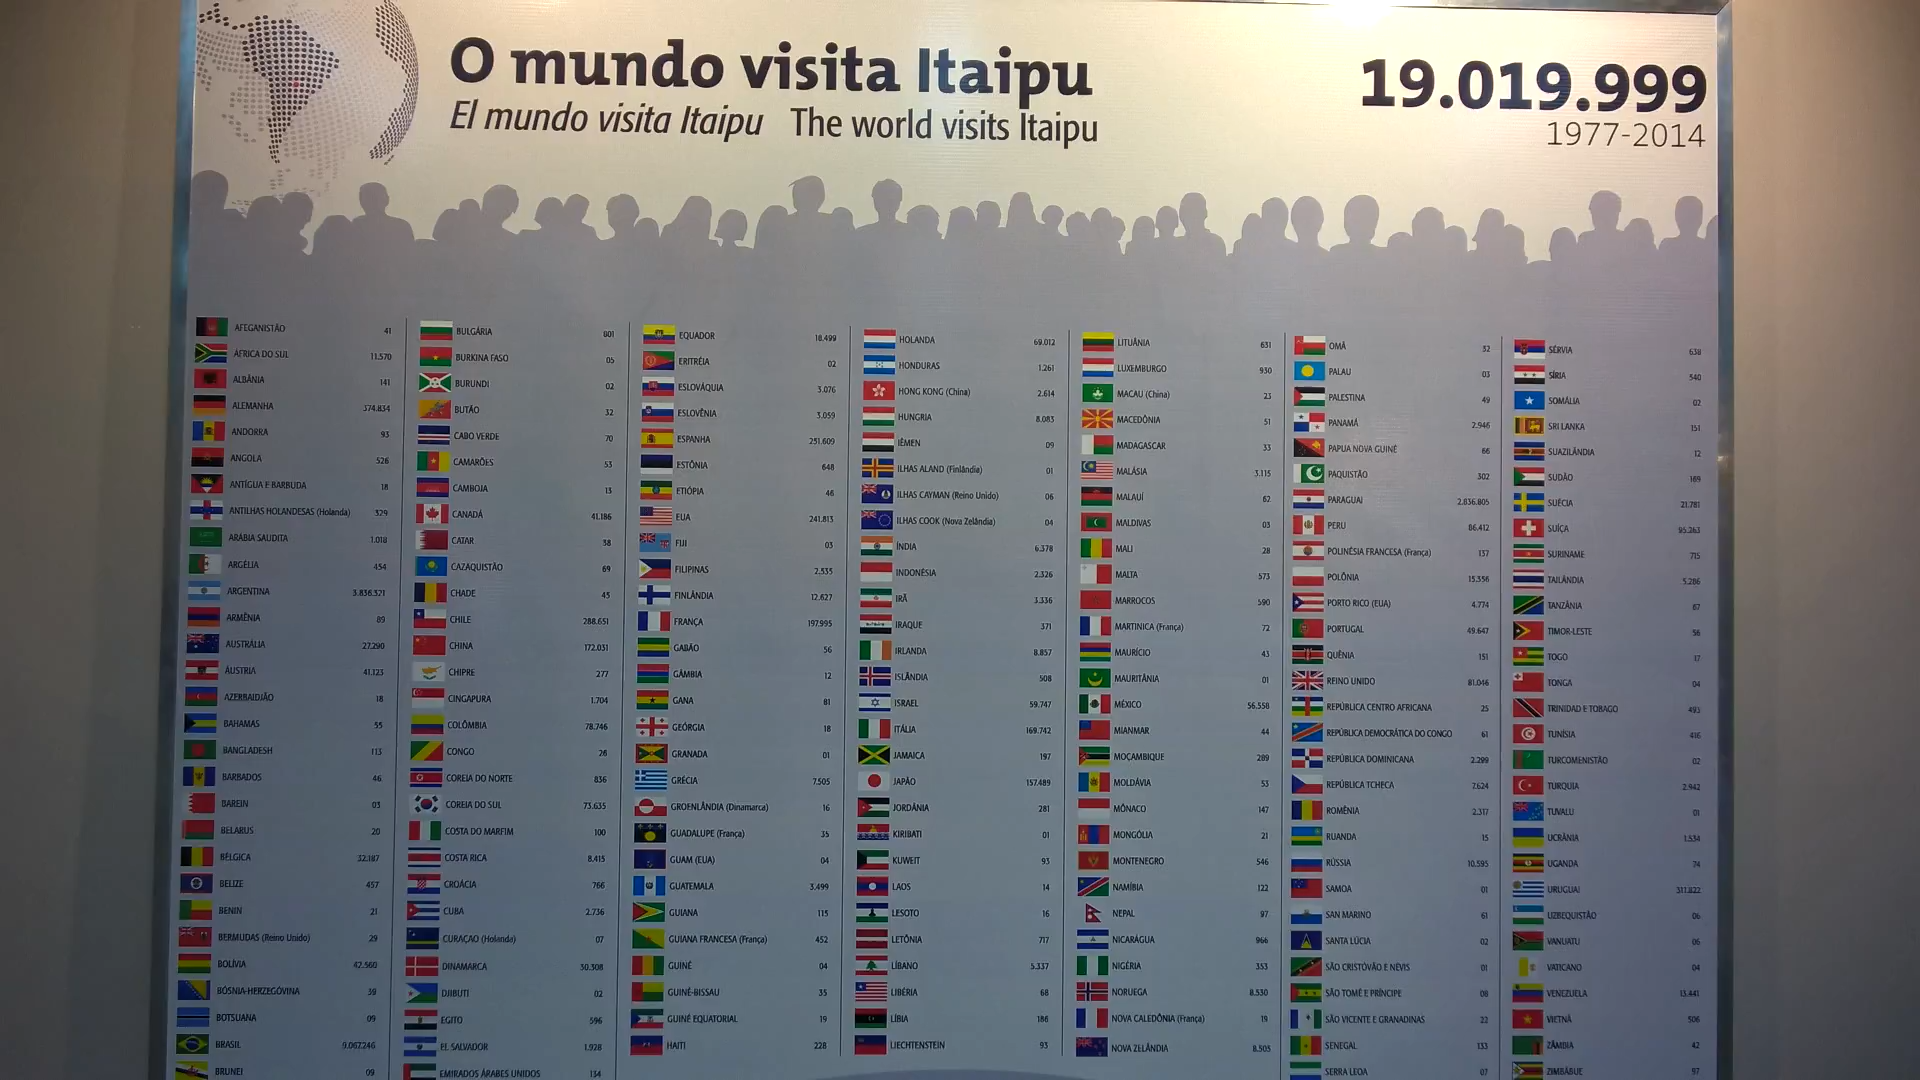 O mundo visita Itaipu
El mundo visita Itaipu The world visits Itaipu
19.019.999
1977-2014
AFEGANISTÃO 41
ÁFRICA DO SUL 11.570
ALBÂNIA 141
ALEMANHA 374.834
ANDORRA 93
ANGOLA 526
ANTÍGUA E BARBUDA 18
ANTILHAS HOLANDESAS (Holanda) 329
ARÁBIA SAUDITA 1.018
ARGÉLIA 454
ARGENTINA 3.836.321
ARMÊNIA 89
AUSTRÁLIA 27.290
ÁUSTRIA 41.123
AZERBAIDJÃO 18
BAHAMAS 55
BANGLADESH 113
BARBADOS 46
BAREIN 03
BELARUS 20
BÉLGICA 32.187
BELIZE 457
BENIN 21
BERMUDAS (Reino Unido) 29
BOLÍVIA 42.560
BÓSNIA-HERZEGÓVINA 39
BOTSUANA 09
BRASIL 9.067.246
BRUNEI 09
BULGÁRIA 801
BURKINA FASO 05
BURUNDI 02
BUTÃO 32
CABO VERDE 70
CAMARÕES 53
CAMBOJA 13
CANADÁ 41.186
CATAR 38
CAZAQUISTÃO 69
CHADE 45
CHILE 288.651
CHINA 172.031
CHIPRE 277
CINGAPURA 1.704
COLÔMBIA 78.746
CONGO 26
COREIA DO NORTE 836
COREIA DO SUL 73.635
COSTA DO MARFIM 100
COSTA RICA 8.415
CROÁCIA 766
CUBA 2.736
CURAÇAO (Holanda) 07
DINAMARCA 30.308
DJIBUTI 02
EGITO 596
EL SALVADOR 1.928
EMIRADOS ÁRABES UNIDOS 134
EQUADOR 18.499
ERITRÉIA 02
ESLOVÁQUIA 3.076
ESLOVÊNIA 3.059
ESPANHA 251.609
ESTÔNIA 648
ETIÓPIA 46
EUA 241.813
FIJI 03
FILIPINAS 2.535
FINLÂNDIA 12.627
FRANÇA 197.995
GABÃO 56
GÂMBIA 12
GANA 81
GEÓRGIA 18
GRANADA 01
GRÉCIA 7.505
GROENLÂNDIA (Dinamarca) 16
GUADALUPE (França) 35
GUAM (EUA) 04
GUATEMALA 3.499
GUIANA 115
GUIANA FRANCESA (França) 452
GUINÉ 04
GUINÉ-BISSAU 35
GUINÉ EQUATORIAL 19
HAITI 228
HOLANDA 69.012
HONDURAS 1.261
HONG KONG (China) 2.614
HUNGRIA 8.083
IÊMEN 09
ILHAS ALAND (Finlândia) 01
ILHAS CAYMAN (Reino Unido) 06
ILHAS COOK (Nova Zelândia) 04
ÍNDIA 6.378
INDONÉSIA 2.326
IRÃ 3.336
IRAQUE 371
IRLANDA 8.857
ISLÂNDIA 508
ISRAEL 59.747
ITÁLIA 169.742
JAMAICA 197
JAPÃO 157.489
JORDÂNIA 281
KIRIBATI 01
KUWEIT 93
LAOS 14
LESOTO 16
LETÔNIA 717
LÍBANO 5.337
LIBÉRIA 68
LÍBIA 186
LIECHTENSTEIN 93
LITUÂNIA 631
LUXEMBURGO 930
MACAU (China) 23
MACEDÔNIA 51
MADAGASCAR 33
MALÁSIA 3.115
MALAUÍ 62
MALDIVAS 03
MALI 28
MALTA 573
MARROCOS 590
MARTINICA (França) 72
MAURÍCIO 43
MAURITÂNIA 01
MÉXICO 56.558
MIANMAR 44
MOÇAMBIQUE 289
MOLDÁVIA 53
MÔNACO 147
MONGÓLIA 21
MONTENEGRO 546
NAMÍBIA 122
NEPAL 97
NICARÁGUA 966
NIGÉRIA 353
NORUEGA 8.530
NOVA CALEDÔNIA (França) 19
NOVA ZELÂNDIA 8.505
OMÃ 32
PALAU 03
PALESTINA 49
PANAMÁ 2.946
PAPUA NOVA GUINÉ 66
PAQUISTÃO 302
PARAGUAI 2.836.805
PERU 86.412
POLINÉSIA FRANCESA (França) 137
POLÔNIA 15.356
PORTO RICO (EUA) 4.774
PORTUGAL 49.647
QUÊNIA 151
REINO UNIDO 81.046
REPÚBLICA CENTRO AFRICANA 25
REPÚBLICA DEMOCRÁTICA DO CONGO 61
REPÚBLICA DOMINICANA 2.299
REPÚBLICA TCHECA 7.624
ROMÊNIA 2.317
RUANDA 15
RÚSSIA 10.595
SAMOA 01
SAN MARINO 61
SANTA LÚCIA 02
SÃO CRISTÓVÃO E NÉVIS 01
SÃO TOMÉ E PRÍNCIPE 08
SÃO VICENTE E GRANADINAS 22
SENEGAL 133
SERRA LEOA 07
SÉRVIA 638
SÍRIA 540
SOMÁLIA 02
SRI LANKA 151
SUAZILÂNDIA 12
SUDÃO 169
SUÉCIA 21.781
SUÍÇA 95.263
SURINAME 715
TAILÂNDIA 5.286
TANZÂNIA 67
TIMOR-LESTE 56
TOGO 17
TONGA 04
TRINIDAD E TOBAGO 493
TUNÍSIA 416
TURCOMENISTÃO 02
TURQUIA 2.942
TUVALU 01
UCRÂNIA 1.534
UGANDA 74
URUGUAI 311.822
UZBEQUISTÃO 06
VANUATU 06
VATICANO 04
VENEZUELA 13.441
VIETNÃ 506
ZÂMBIA 42
ZIMBÁBUE 97